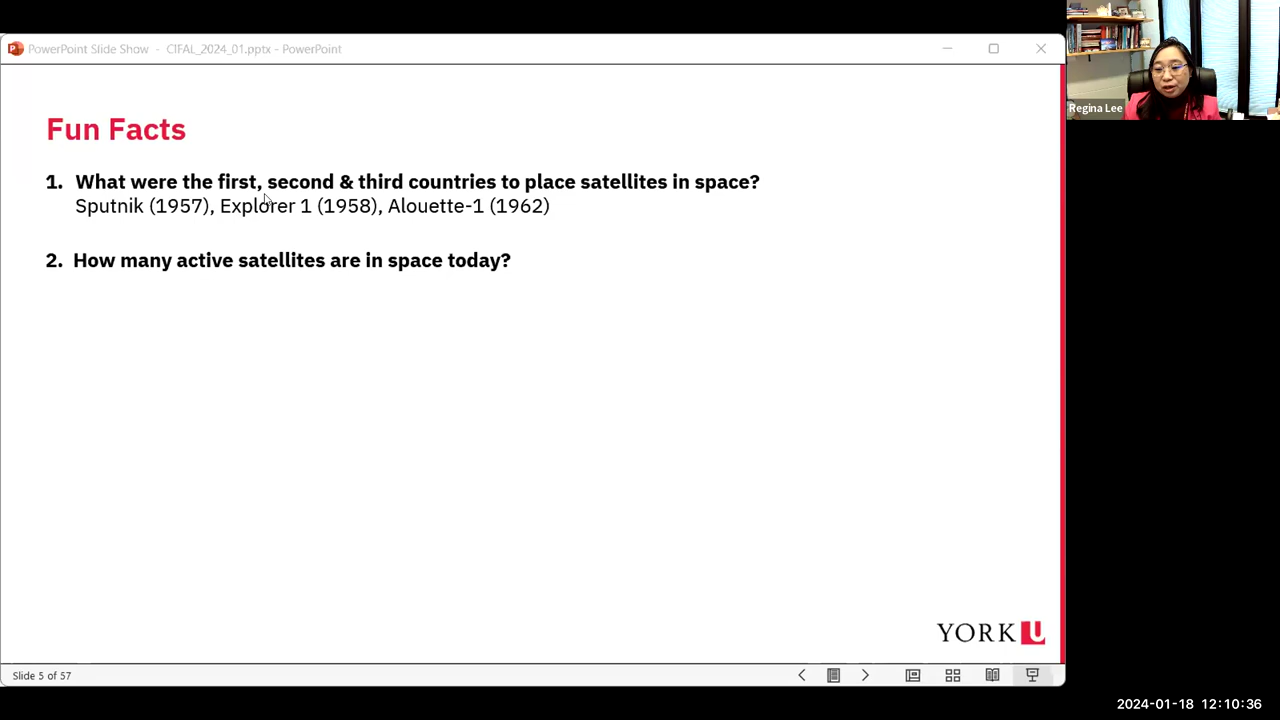 PowerPoint Slide Show - CIFAL_2024_01.pptx - PowerPoint
Regina Lee
Fun Facts
1. What were the first, second & third countries to place satellites in space?
Sputnik (1957), Explorer 1 (1958), Alouette-1 (1962)
2. How many active satellites are in space today?
YORK U
Slide 5 of 57
2024-01-18 12:10:36